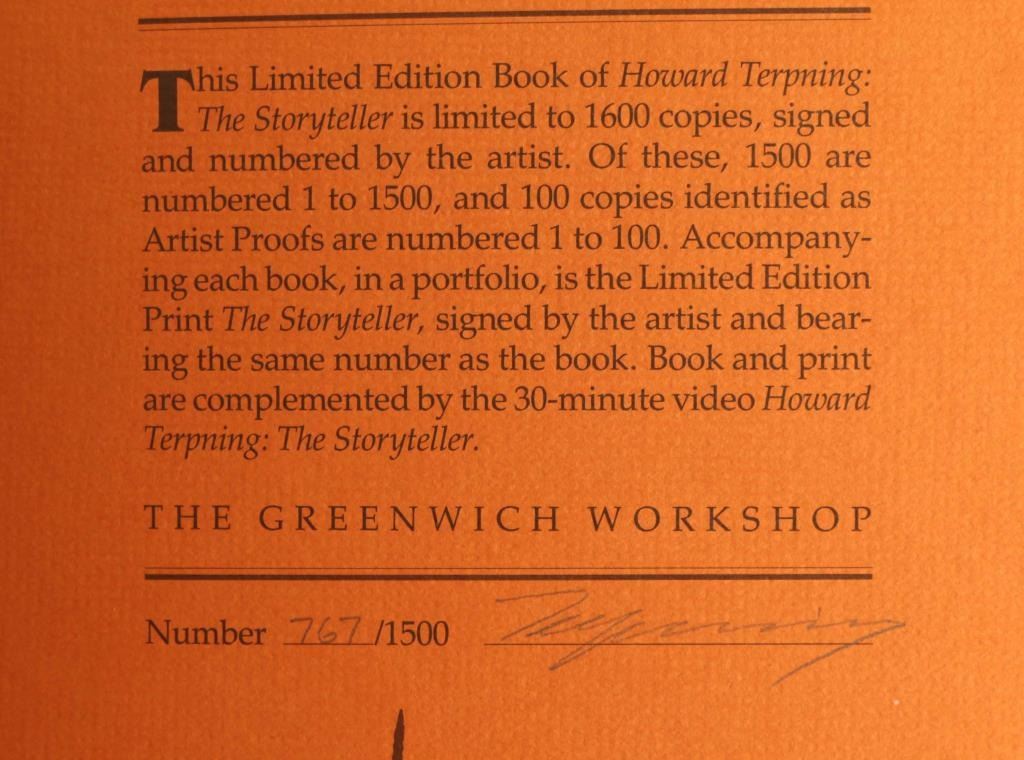 This Limited Edition Book of Howard Terpning:
The Storyteller is limited to 1600 copies, signed
and numbered by the artist. Of these, 1500 are
numbered 1 to 1500, and 100 copies identified as
Artist Proofs are numbered 1 to 100. Accompany-
ing each book, in a portfolio, is the Limited Edition
Print The Storyteller, signed by the artist and bear-
ing the same number as the book. Book and print
are complemented by the 30-minute video Howard
Terpning: The Storyteller.
THE GREENWICH WORKSHOP
Number 767/1500 Terpning